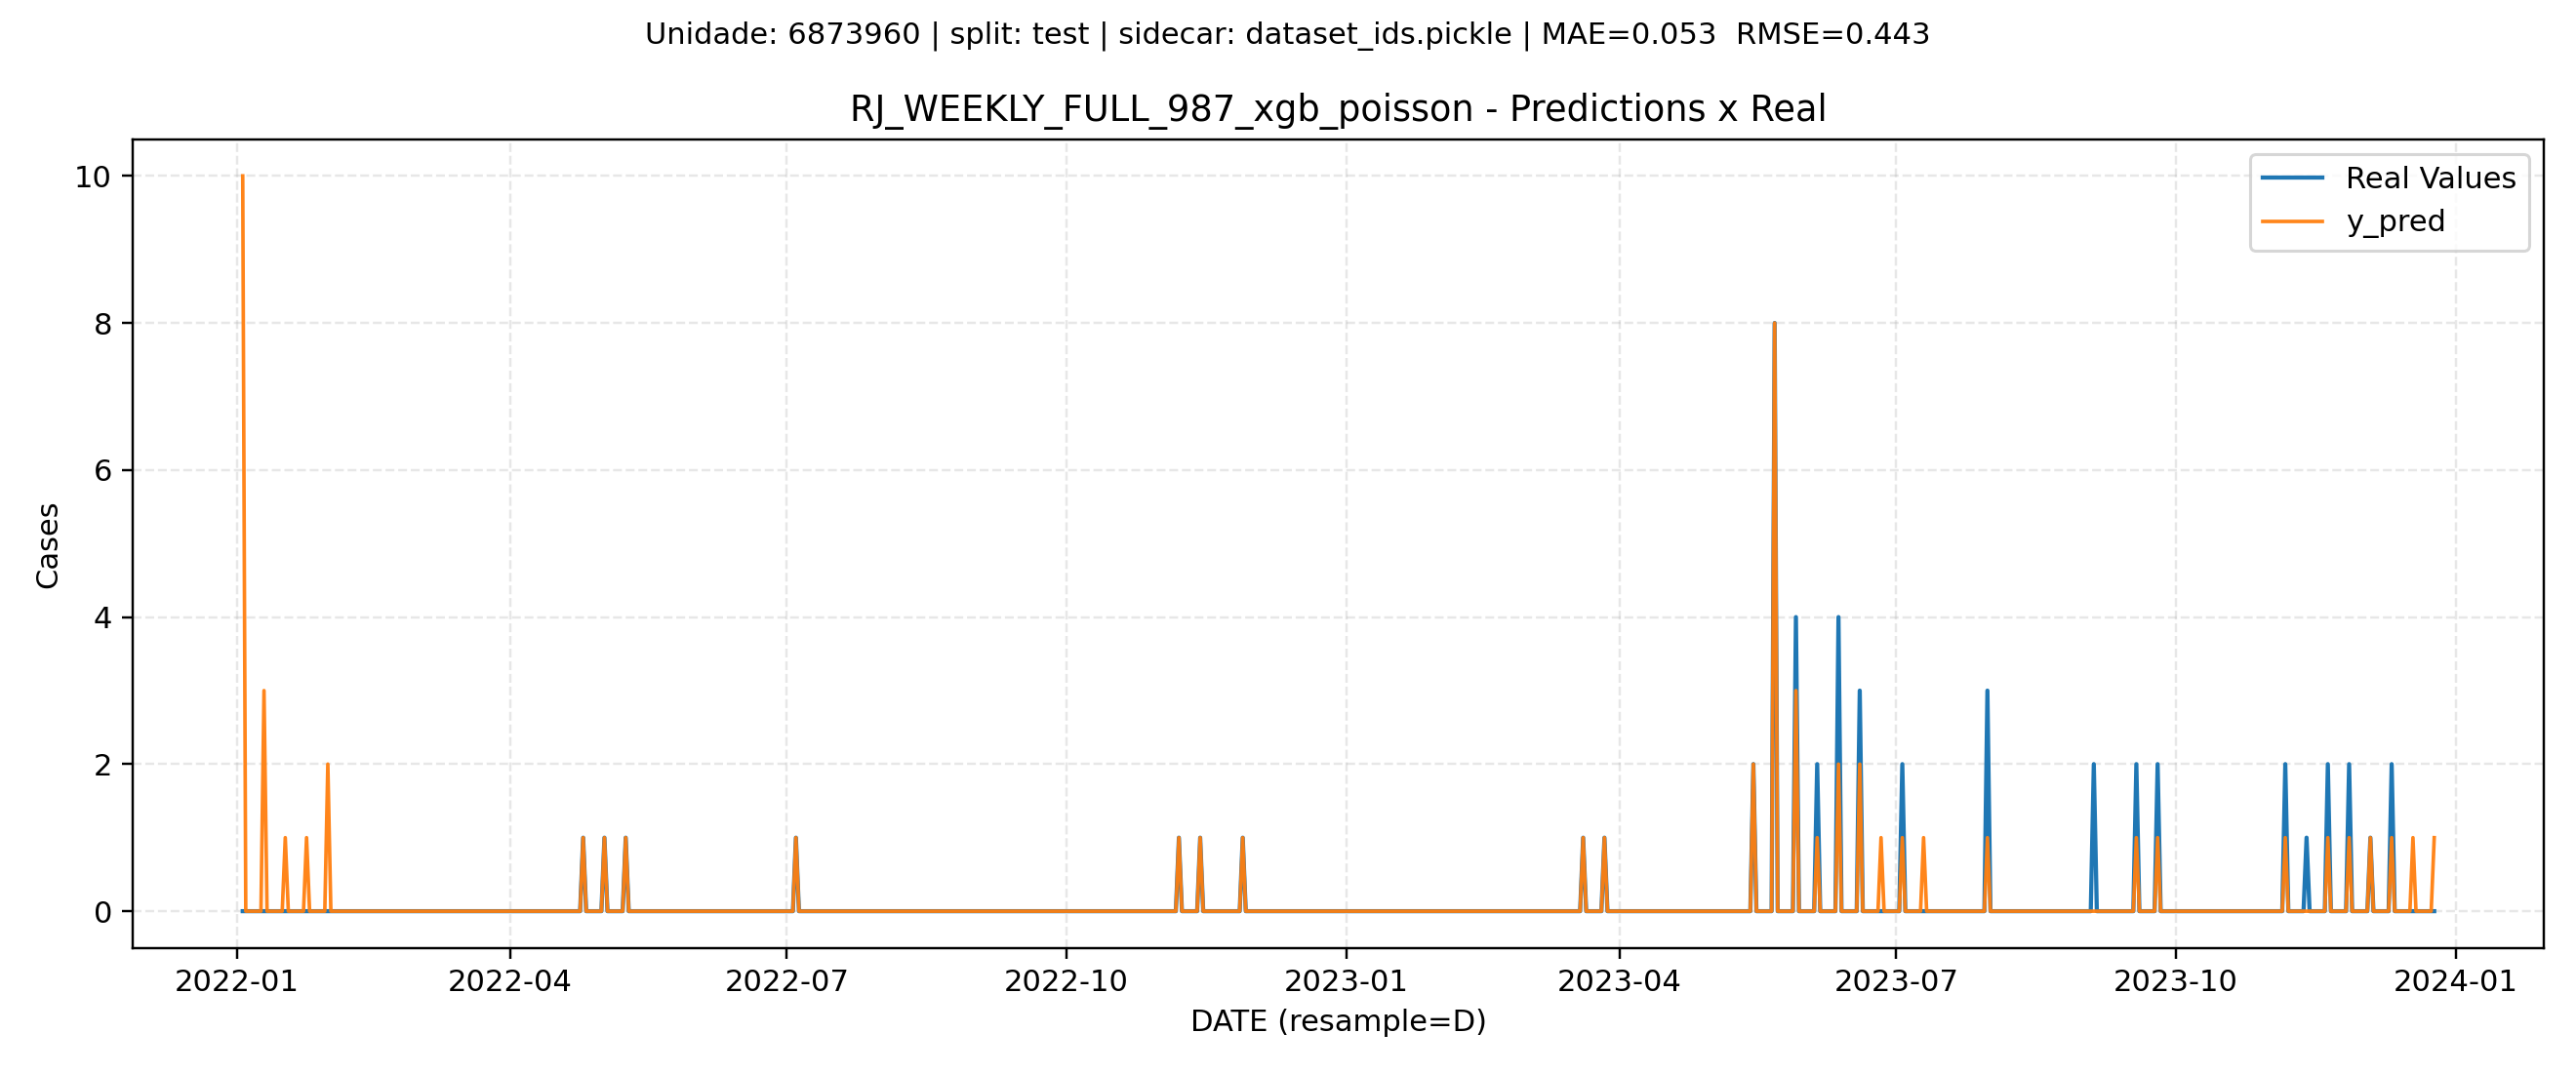 Unidade: 6873960 | split: test | sidecar: dataset_ids.pickle | MAE=0.053  RMSE=0.443
RJ_WEEKLY_FULL_987_xgb_poisson - Predictions x Real
Real Values
y_pred
10
8
6
4
2
0
Cases
2022-01
2022-04
2022-07
2022-10
2023-01
2023-04
2023-07
2023-10
2024-01
DATE (resample=D)